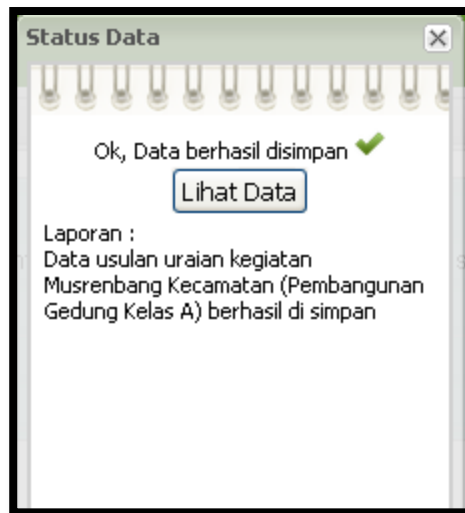 Status Data
Ok, Data berhasil disimpan
Lihat Data
Laporan :
Data usulan uraian kegiatan
Musrenbang Kecamatan (Pembangunan
Gedung Kelas A) berhasil di simpan